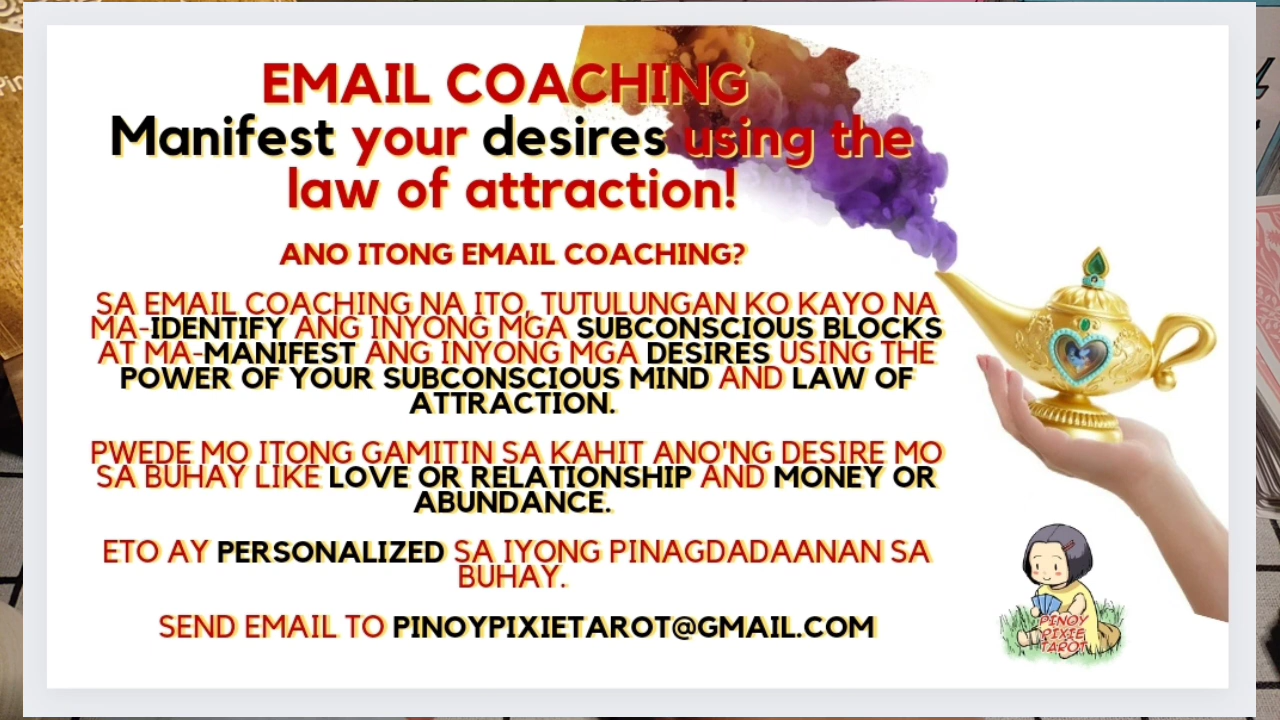 EMAIL COACHING
Manifest your desires using the
law of attraction!
ANO ITONG EMAIL COACHING?
SA EMAIL COACHING NA ITO, TUTULUNGAN KO KAYO NA
MA-IDENTIFY ANG INYONG MGA SUBCONSCIOUS BLOCKS
AT MA-MANIFEST ANG INYONG MGA DESIRES USING THE
POWER OF YOUR SUBCONSCIOUS MIND AND LAW OF
ATTRACTION.
PWEDE MO ITONG GAMITIN SA KAHIT ANO'NG DESIRE MO
SA BUHAY LIKE LOVE OR RELATIONSHIP AND MONEY OR
ABUNDANCE.
ETO AY PERSONALIZED SA IYONG PINAGDADAANAN SA
BUHAY.
SEND EMAIL TO PINOYPIXIETAROT@GMAIL.COM
PINOY
PIXIE
TAROT